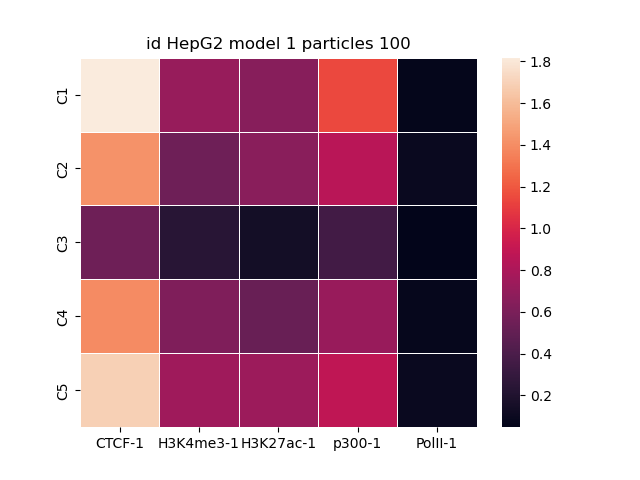 id HepG2 model 1 particles 100
C1
C2
C3
C4
C5
CTCF-1 H3K4me3-1 H3K27ac-1 p300-1 PolII-1
1.8
1.6
1.4
1.2
1.0
0.8
0.6
0.4
0.2